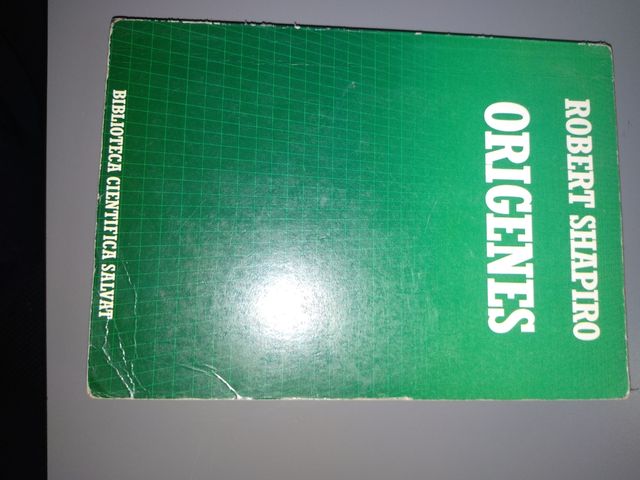 ROBERT SHAPIRO
ORIGENES
BIBLIOTECA CIENTIFICA SALVAT